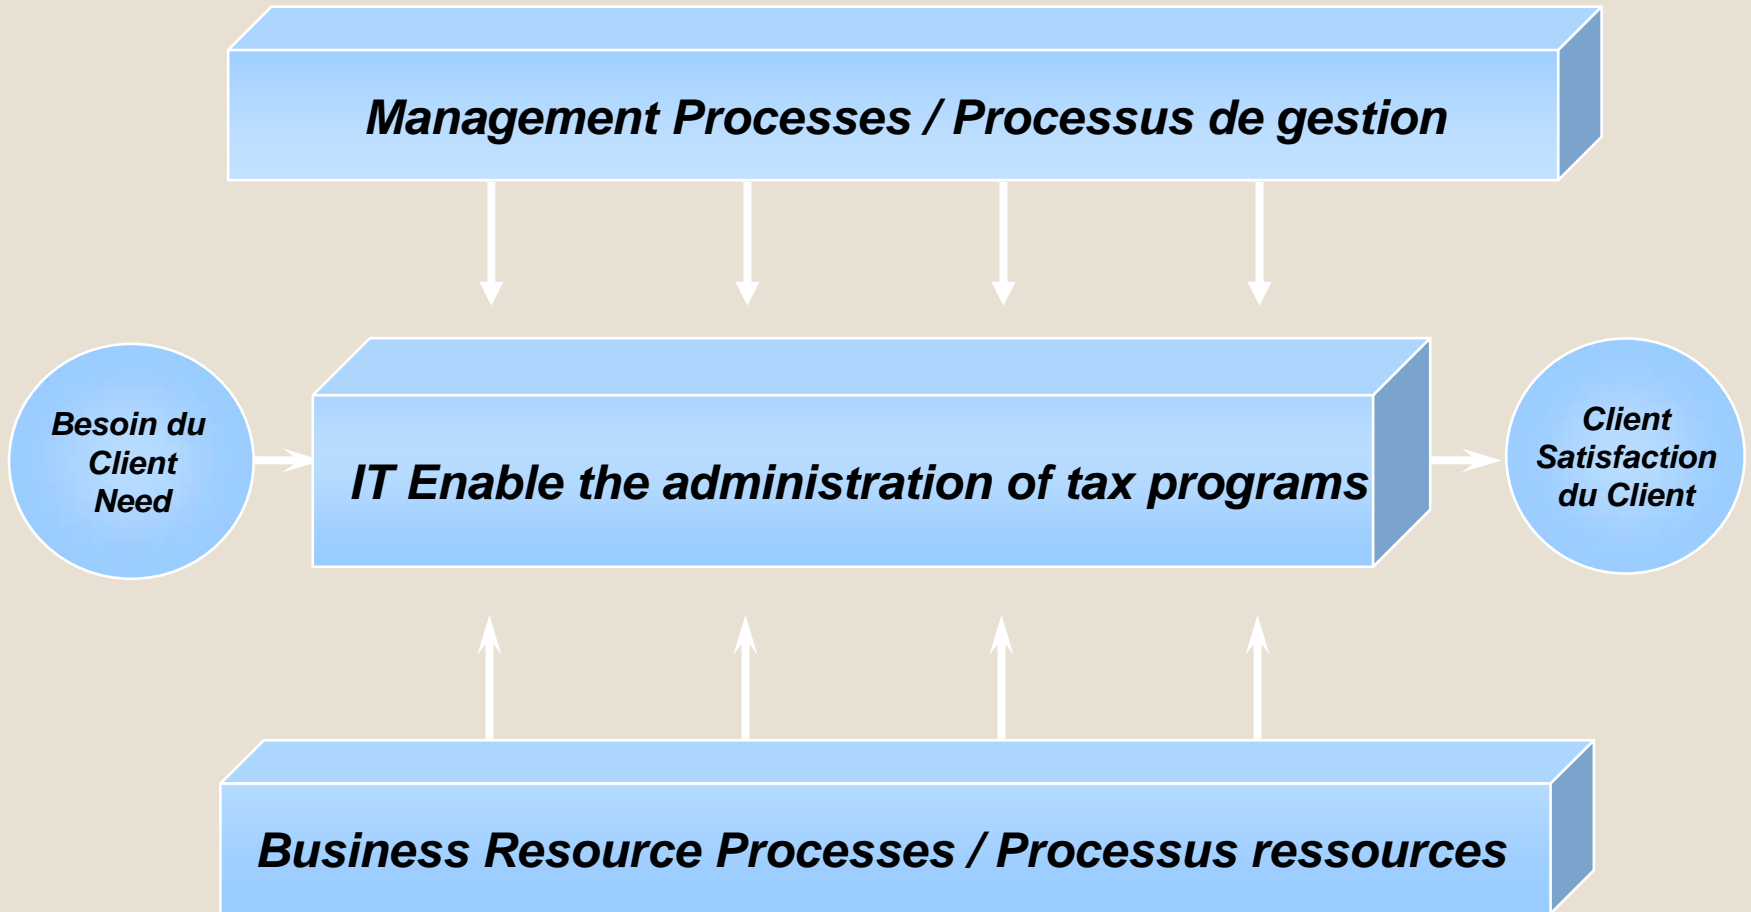 Management Processes / Processus de gestion
Besoin du
Client
Need
IT Enable the administration of tax programs
Client
Satisfaction
du Client
Business Resource Processes / Processus ressources